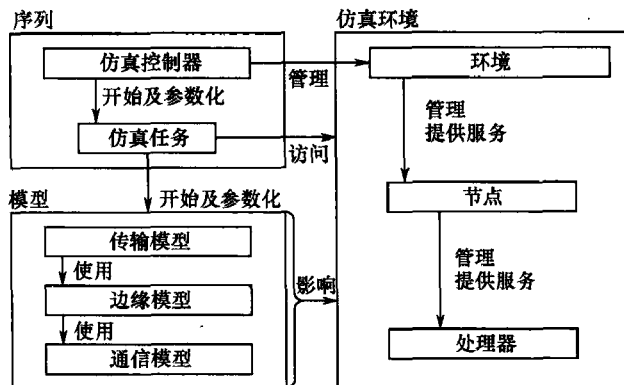 序列
仿真控制器
开始及参数化
仿真任务
管理
访问
开始及参数化
模型
传输模型
使用
边缘模型
使用
通信模型
影响
仿真环境
环境
管理
提供服务
节点
管理
提供服务
处理器